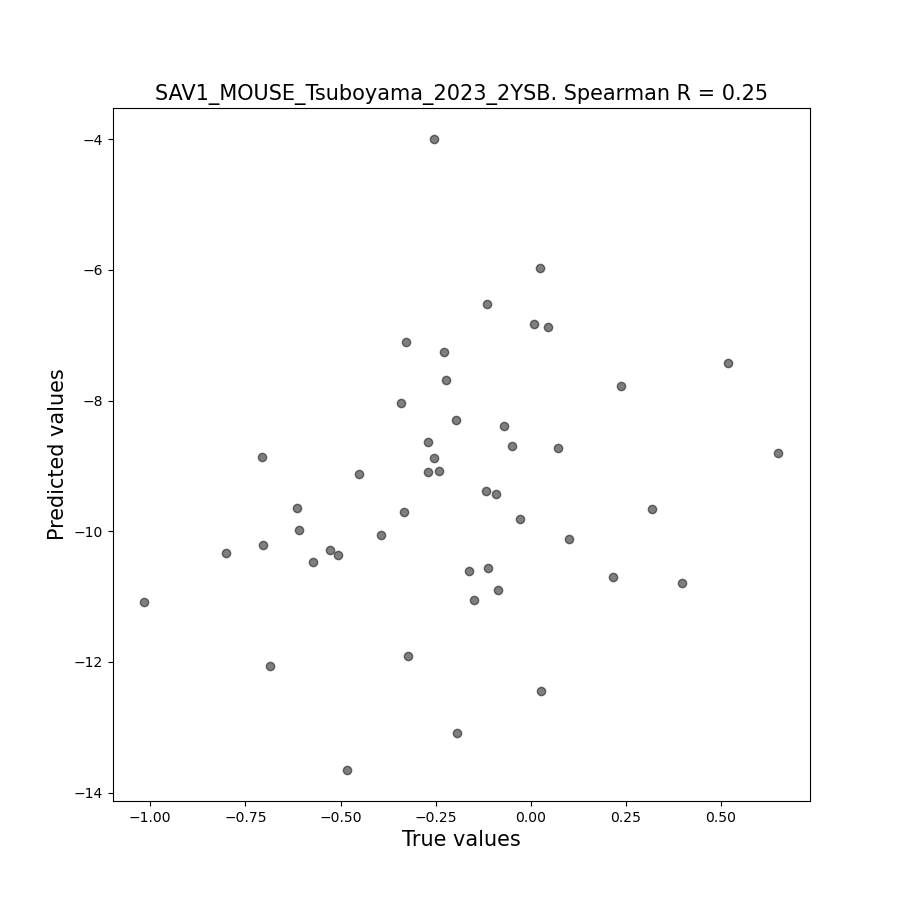 SAV1_MOUSE_Tsuboyama_2023_2YSB. Spearman R = 0.25
−4
−6
−8
−10
−12
−14
Predicted values
−1.00 −0.75 −0.50 −0.25 0.00 0.25 0.50
True values